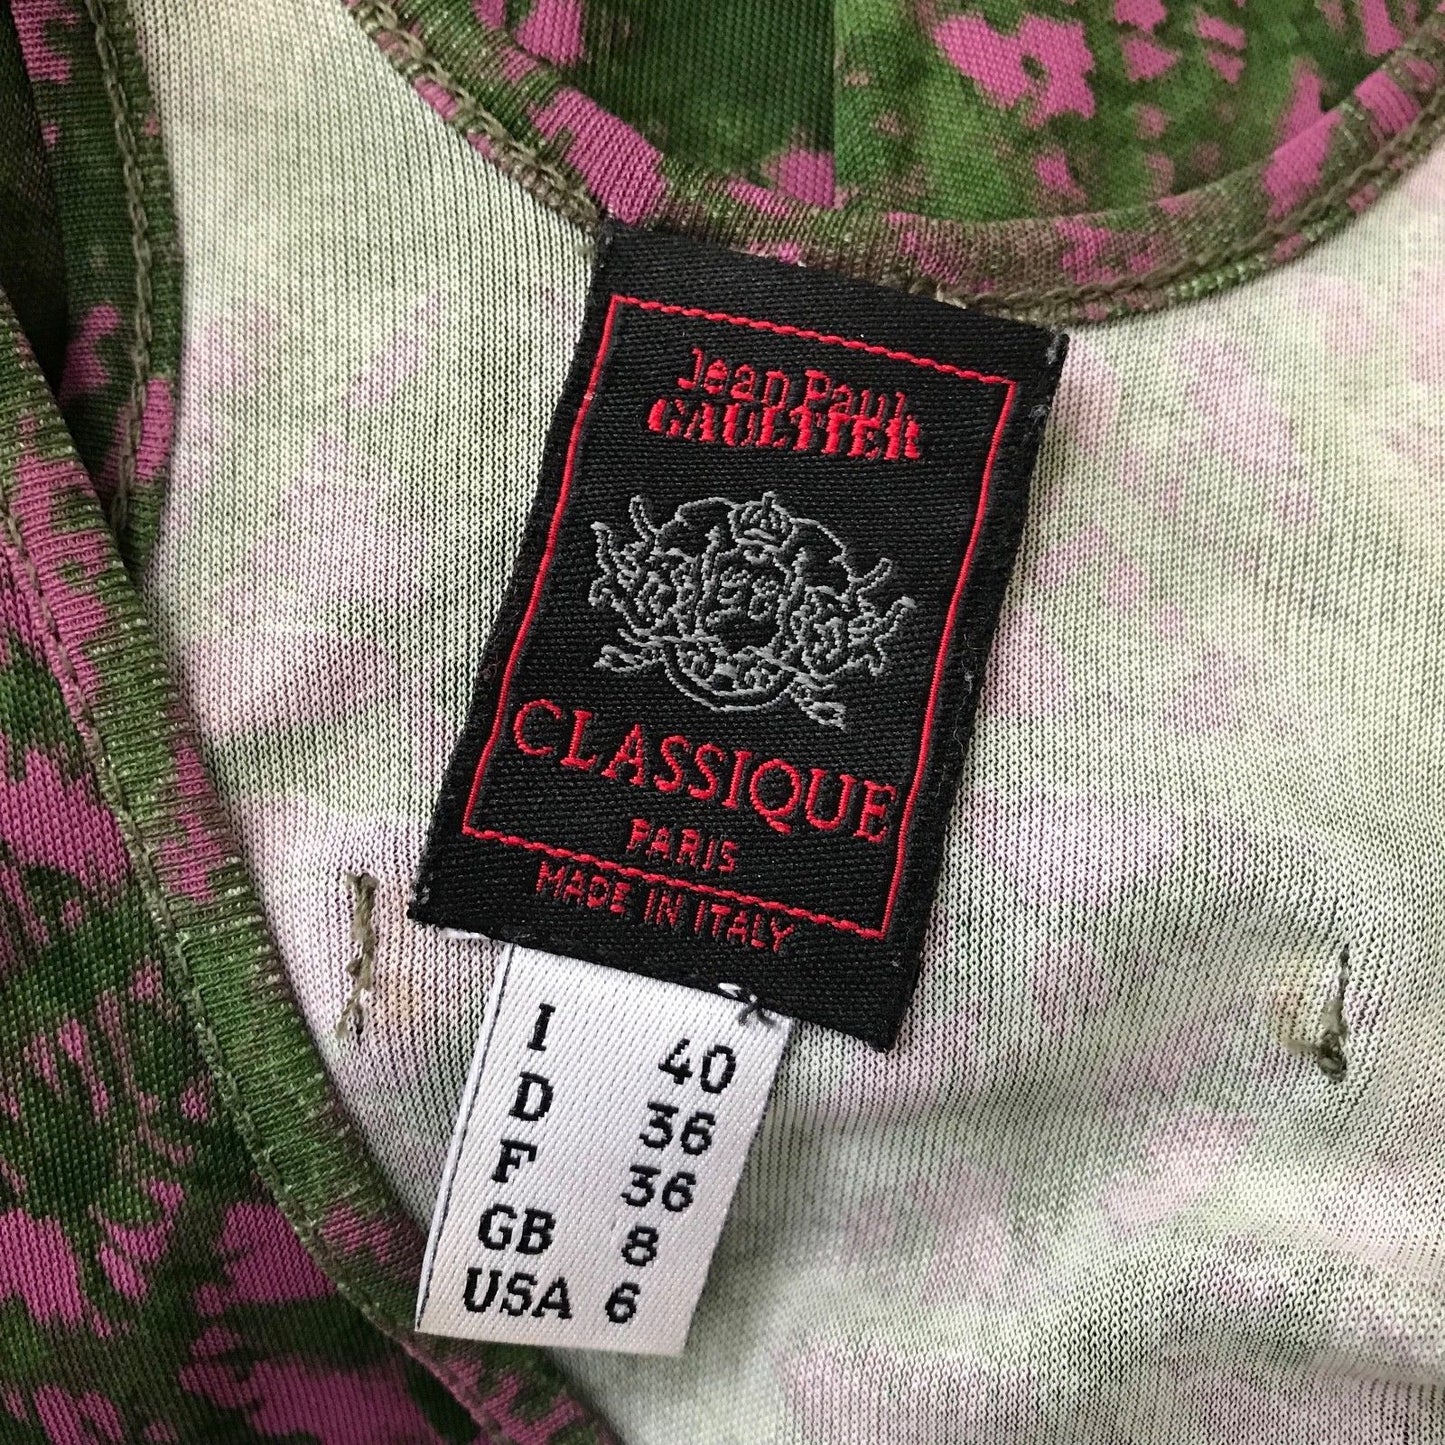 Jean Paul
GAULTIER
CLASSIQUE
PARIS
MADE IN ITALY
I 40
D 36
F 36
GB 8
USA 6